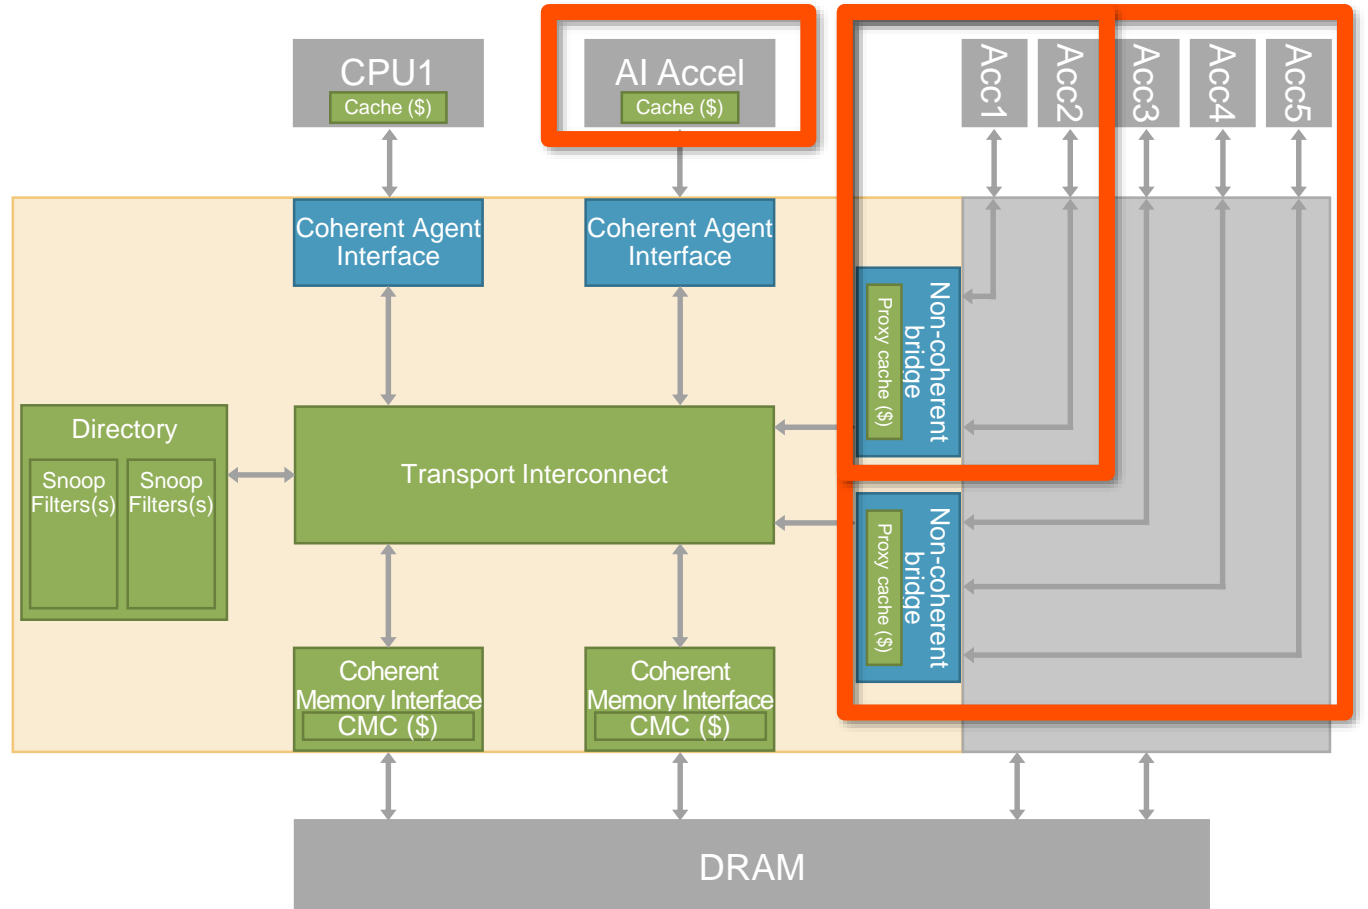 CPU1
Cache ($)
AI Accel
Cache ($)
Acc1
Acc2
Acc3
Acc4
Acc5
Coherent Agent
Interface
Coherent Agent
Interface
Non-coherent
bridge
Proxy cache ($)
Directory
Snoop
Filters(s)
Snoop
Filters(s)
Transport Interconnect
Non-coherent
bridge
Proxy cache ($)
Coherent
Memory Interface
CMC ($)
Coherent
Memory Interface
CMC ($)
DRAM